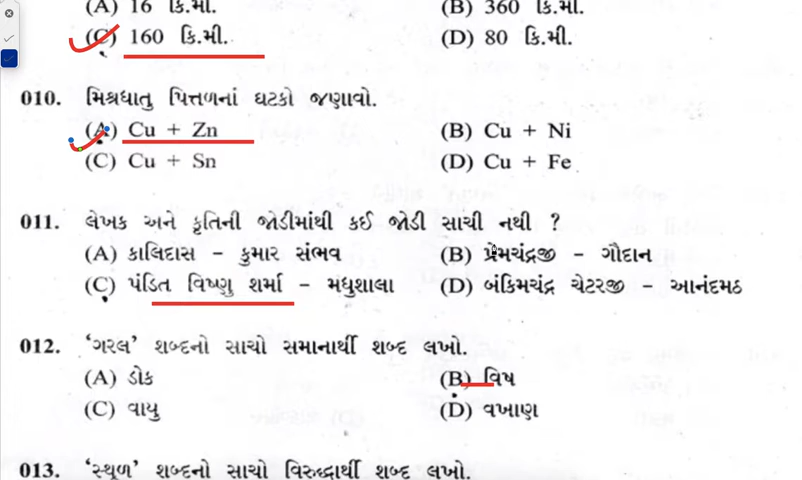 (A) 16 કિ.મી. (B) 360 કિ.મી.
(C) 160 કિ.મી. (D) 80 કિ.મી.
010. મિશ્રધાતુ પિત્તળનાં ઘટકો જણાવો.
(A) Cu + Zn (B) Cu + Ni
(C) Cu + Sn (D) Cu + Fe
011. લેખક અને કૃતિની જોડીમાંથી કઈ જોડી સાચી નથી ?
(A) કાલિદાસ - કુમાર સંભવ (B) પ્રેમચંદ્રજી - ગૌદાન
(C) પંડિત વિષ્ણુ શર્મા - મધુશાલા (D) બંકિમચંદ્ર ચેટરજી - આનંદમઠ
012. ‘ગરલ’ શબ્દનો સાચો સમાનાર્થી શબ્દ લખો.
(A) ડોક (B) વિષ
(C) વાયુ (D) વખાણ
013. ‘સ્થૂળ’ શબ્દનો સાચો વિરુદ્ધાર્થી શબ્દ લખો.